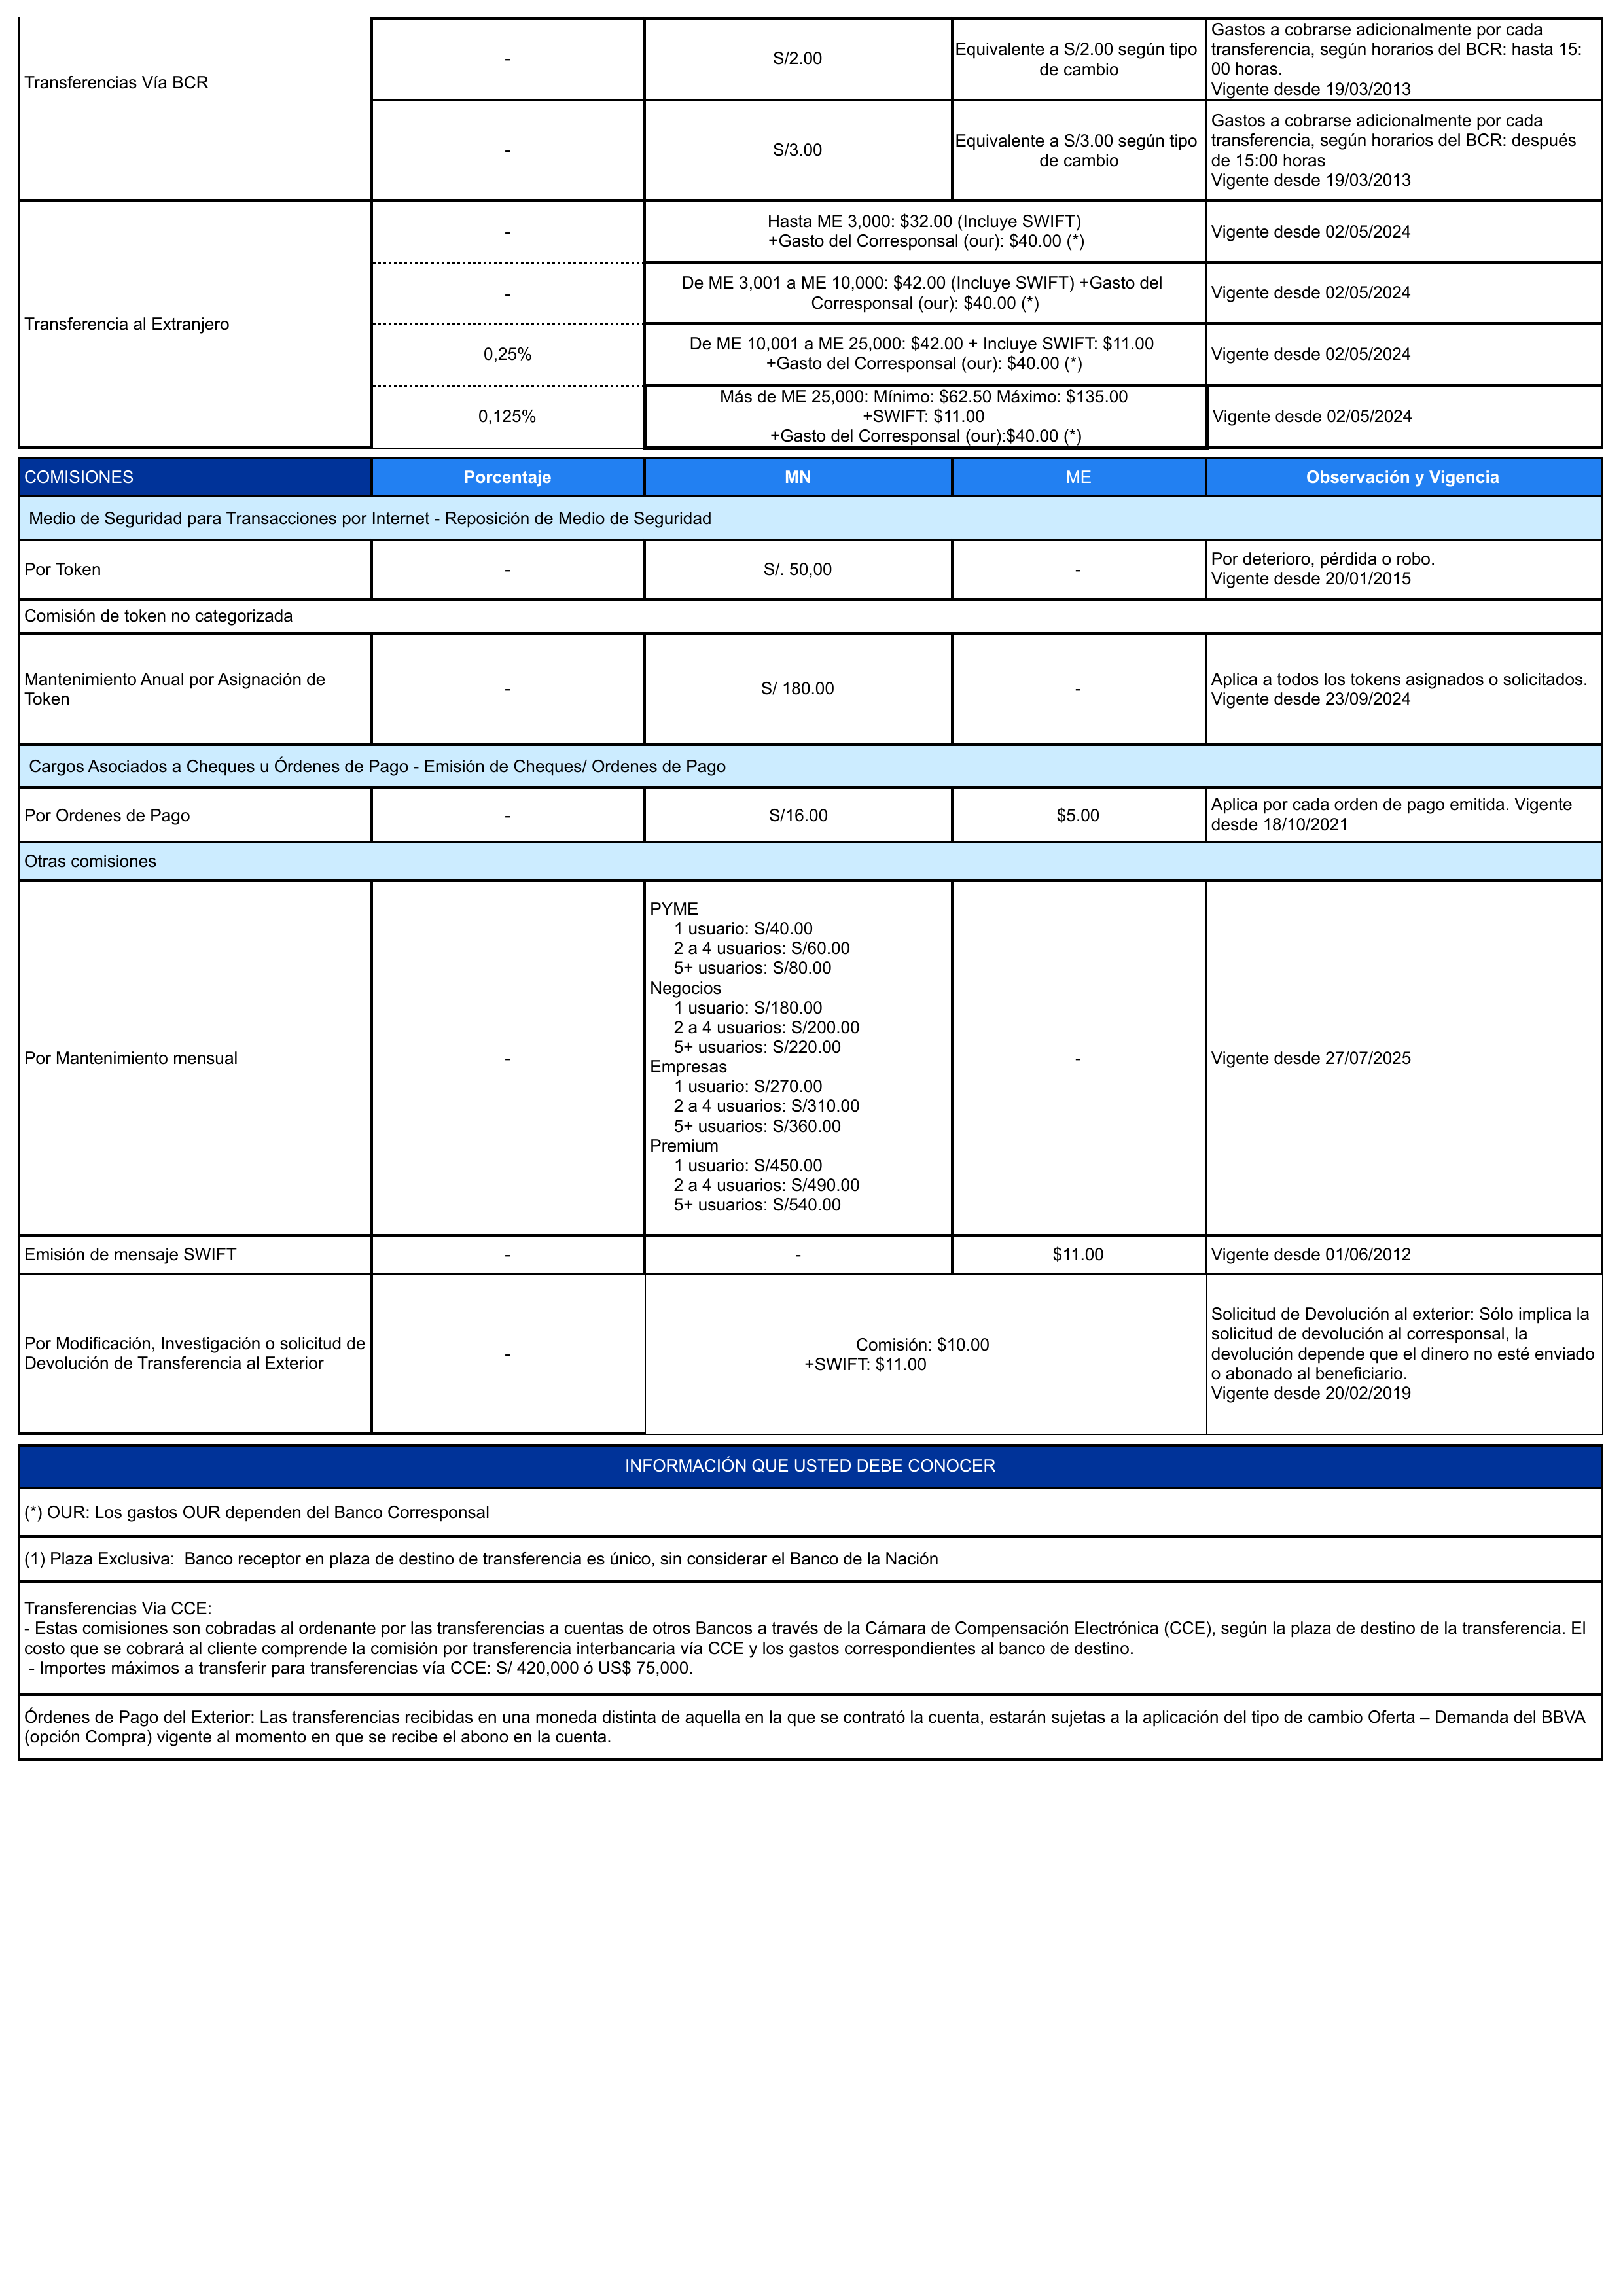 Transferencias Vía BCR
-
S/2.00
Equivalente a S/2.00 según tipo
de cambio
Gastos a cobrarse adicionalmente por cada
transferencia, según horarios del BCR: hasta 15:
00 horas.
Vigente desde 19/03/2013
-
S/3.00
Equivalente a S/3.00 según tipo
de cambio
Gastos a cobrarse adicionalmente por cada
transferencia, según horarios del BCR: después
de 15:00 horas
Vigente desde 19/03/2013
Transferencia al Extranjero
-
Hasta ME 3,000: $32.00 (Incluye SWIFT)
+Gasto del Corresponsal (our): $40.00 (*)
Vigente desde 02/05/2024
-
De ME 3,001 a ME 10,000: $42.00 (Incluye SWIFT) +Gasto del
Corresponsal (our): $40.00 (*)
Vigente desde 02/05/2024
0,25%
De ME 10,001 a ME 25,000: $42.00 + Incluye SWIFT: $11.00
+Gasto del Corresponsal (our): $40.00 (*)
Vigente desde 02/05/2024
0,125%
Más de ME 25,000: Mínimo: $62.50 Máximo: $135.00
+SWIFT: $11.00
+Gasto del Corresponsal (our):$40.00 (*)
Vigente desde 02/05/2024
COMISIONES
Porcentaje
MN
ME
Observación y Vigencia
Medio de Seguridad para Transacciones por Internet - Reposición de Medio de Seguridad
Por Token
-
S/. 50,00
-
Por deterioro, pérdida o robo.
Vigente desde 20/01/2015
Comisión de token no categorizada
Mantenimiento Anual por Asignación de
Token
-
S/ 180.00
-
Aplica a todos los tokens asignados o solicitados.
Vigente desde 23/09/2024
Cargos Asociados a Cheques u Órdenes de Pago - Emisión de Cheques/ Ordenes de Pago
Por Ordenes de Pago
-
S/16.00
$5.00
Aplica por cada orden de pago emitida. Vigente
desde 18/10/2021
Otras comisiones
Por Mantenimiento mensual
-
PYME
1 usuario: S/40.00
2 a 4 usuarios: S/60.00
5+ usuarios: S/80.00
Negocios
1 usuario: S/180.00
2 a 4 usuarios: S/200.00
5+ usuarios: S/220.00
Empresas
1 usuario: S/270.00
2 a 4 usuarios: S/310.00
5+ usuarios: S/360.00
Premium
1 usuario: S/450.00
2 a 4 usuarios: S/490.00
5+ usuarios: S/540.00
-
Vigente desde 27/07/2025
Emisión de mensaje SWIFT
-
-
$11.00
Vigente desde 01/06/2012
Por Modificación, Investigación o solicitud de
Devolución de Transferencia al Exterior
-
Comisión: $10.00
+SWIFT: $11.00
Solicitud de Devolución al exterior: Sólo implica la
solicitud de devolución al corresponsal, la
devolución depende que el dinero no esté enviado
o abonado al beneficiario.
Vigente desde 20/02/2019
INFORMACIÓN QUE USTED DEBE CONOCER
(*) OUR: Los gastos OUR dependen del Banco Corresponsal
(1) Plaza Exclusiva:  Banco receptor en plaza de destino de transferencia es único, sin considerar el Banco de la Nación
Transferencias Via CCE:
- Estas comisiones son cobradas al ordenante por las transferencias a cuentas de otros Bancos a través de la Cámara de Compensación Electrónica (CCE), según la plaza de destino de la transferencia. El
costo que se cobrará al cliente comprende la comisión por transferencia interbancaria vía CCE y los gastos correspondientes al banco de destino.
- Importes máximos a transferir para transferencias vía CCE: S/ 420,000 ó US$ 75,000.
Órdenes de Pago del Exterior: Las transferencias recibidas en una moneda distinta de aquella en la que se contrató la cuenta, estarán sujetas a la aplicación del tipo de cambio Oferta – Demanda del BBVA
(opción Compra) vigente al momento en que se recibe el abono en la cuenta.